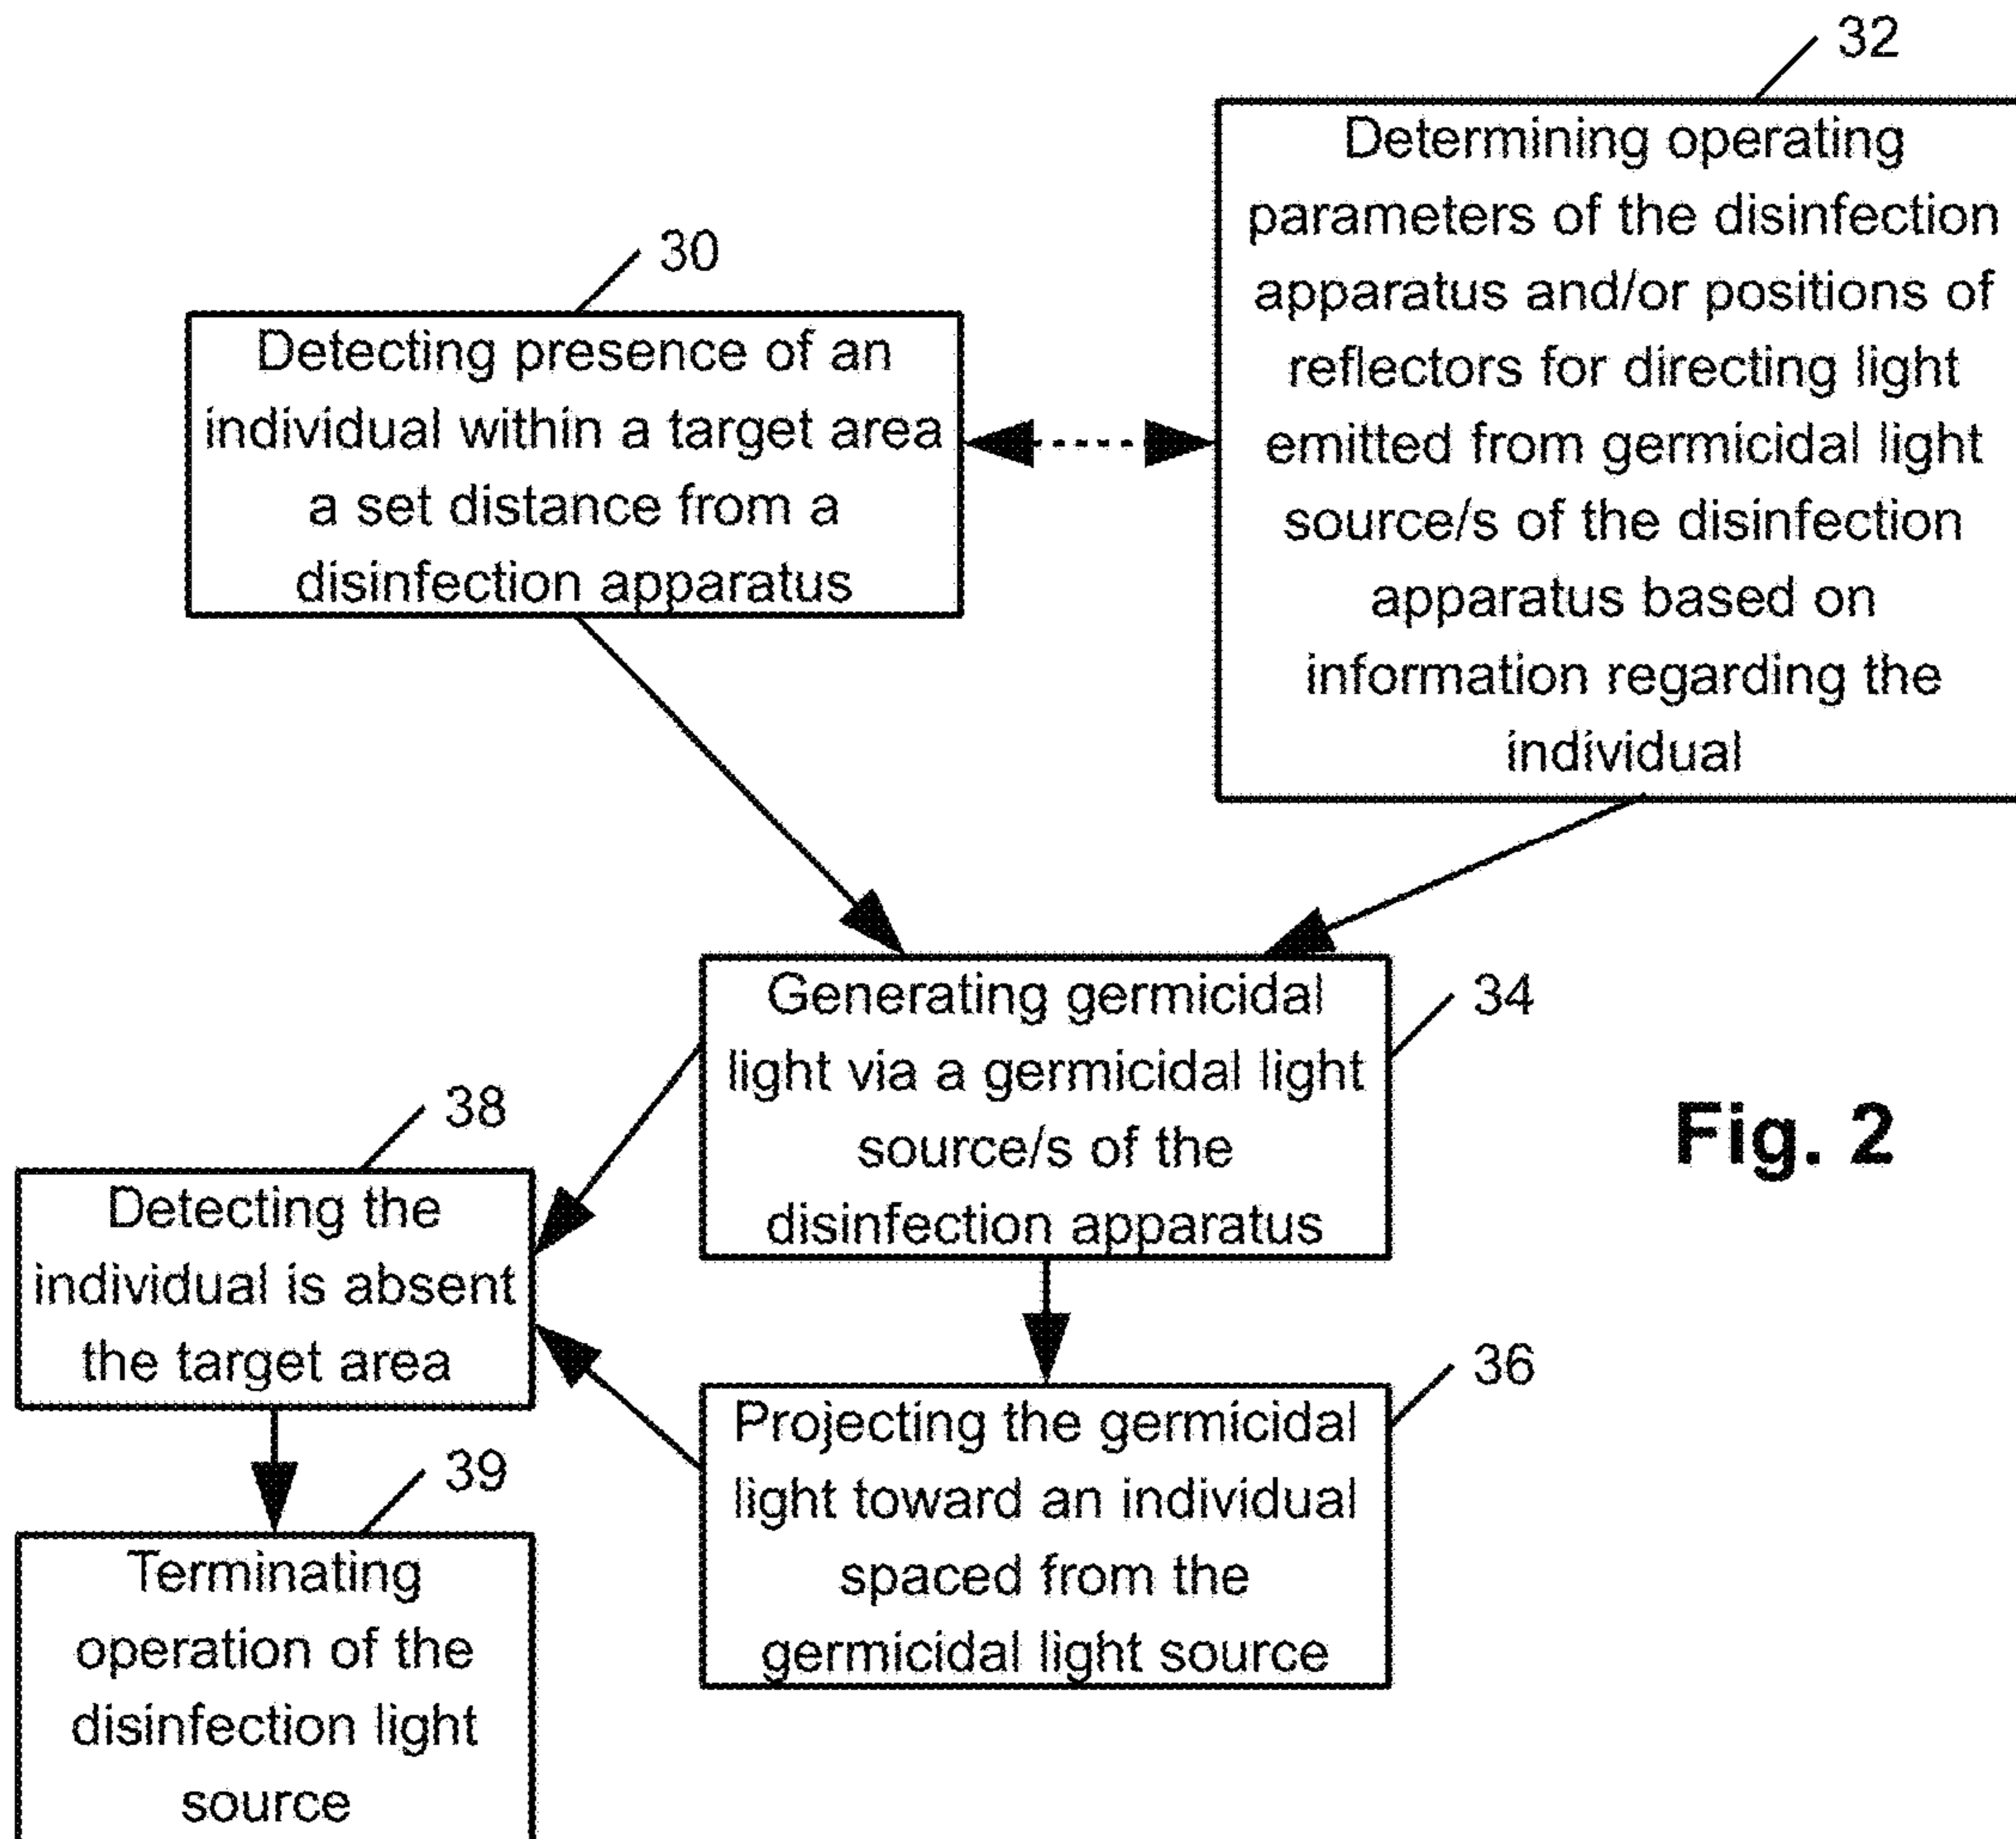 32
Determining operating
parameters of the disinfection
apparatus and/or positions of
reflectors for directing light
emitted from germicidal light
source/s of the disinfection
apparatus based on
information regarding the
individual
30
Detecting presence of an
individual within a target area
a set distance from a
disinfection apparatus
34
Generating germicidal
light via a germicidal light
source/s of the
disinfection apparatus
Fig. 2
38
Detecting the
individual is absent
the target area
36
Projecting the germicidal
light toward an individual
spaced from the
germicidal light source
39
Terminating
operation of the
disinfection light
source